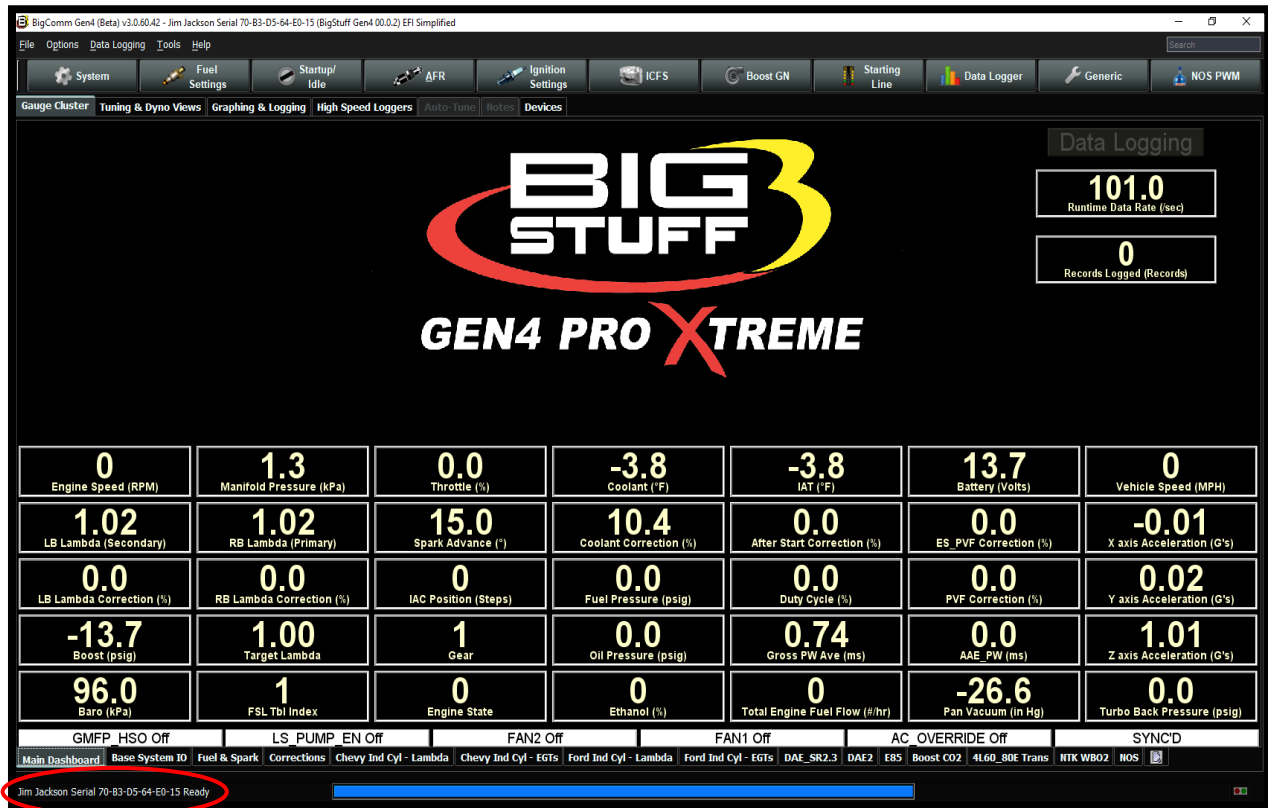 BigComm Gen4 (Beta) v3.0.60.42 - Jim Jackson Serial 70-B3-D5-64-E0-15 (BigStuff Gen4 00.0.2) EFI Simplified
File Options Data Logging Tools Help
Search
System
Fuel Settings
Startup/ Idle
AFR
Ignition Settings
ICFS
Boost GN
Starting Line
Data Logger
Generic
NOS PWM
Gauge Cluster Tuning & Dyno Views Graphing & Logging High Speed Loggers Auto-Tune Notes Devices
BIG 3
STUFF
GEN4 PRO XTREME
Data Logging
101.0
Runtime Data Rate (/sec)
0
Records Logged (Records)
0 1.3 0.0 -3.8 -3.8 13.7 0
Engine Speed (RPM) Manifold Pressure (kPa) Throttle (%) Coolant (°F) IAT (°F) Battery (Volts) Vehicle Speed (MPH)
1.02 1.02 15.0 10.4 0.0 0.0 -0.01
LB Lambda (Secondary) RB Lambda (Primary) Spark Advance (°) Coolant Correction (%) After Start Correction (%) ES_PVF Correction (%) X axis Acceleration (G's)
0.0 0.0 0 0.0 0.0 0.0 0.02
LB Lambda Correction (%) RB Lambda Correction (%) IAC Position (Steps) Fuel Pressure (psig) Duty Cycle (%) PVF Correction (%) Y axis Acceleration (G's)
-13.7 1.00 1 0.0 0.74 0.0 1.01
Boost (psig) Target Lambda Gear Oil Pressure (psig) Gross PW Ave (ms) AAE_PW (ms) Z axis Acceleration (G's)
96.0 1 0 0 0 -26.6 0.0
Baro (kPa) FSL Tbl Index Engine State Ethanol (%) Total Engine Fuel Flow (#/hr) Pan Vacuum (in Hg) Turbo Back Pressure (psig)
GMFP_HSO Off LS_PUMP_EN Off FAN2 Off FAN1 Off AC_OVERRIDE Off SYNC'D
Main Dashboard Base System IO Fuel & Spark Corrections Chevy Ind Cyl - Lambda Chevy Ind Cyl - EGTs Ford Ind Cyl - Lambda Ford Ind Cyl - EGTs DAE_SR2.3 DAE2 E85 Boost CO2 4L60_80E Trans NTK WBO2 NOS
Jim Jackson Serial 70-B3-D5-64-E0-15 Ready